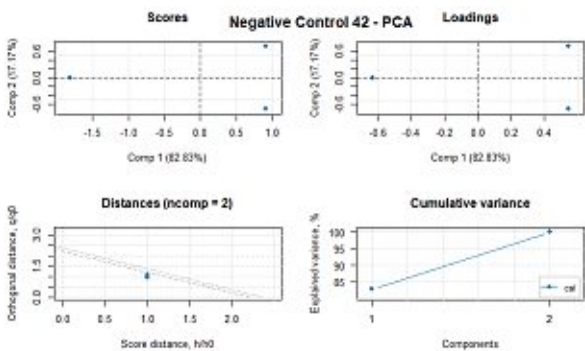 Negative Control 42 - PCA
Scores
Comp 2 (17.17%)
0.6
0.0
-0.6
-1.5
-1.0
-0.5
0.0
0.5
1.0
Comp 1 (82.83%)
Loadings
Comp 2 (17.17%)
0.6
0.0
-0.6
-0.6
-0.4
-0.2
0.0
0.2
0.4
Comp 1 (82.83%)
Distances (ncomp = 2)
Orthogonal distance, q/q0
3.0
1.5
0.0
0.0
0.5
1.0
1.5
2.0
Score distance, h/h0
Cumulative variance
Explained variance, %
100
95
90
85
1
2
cal
Components